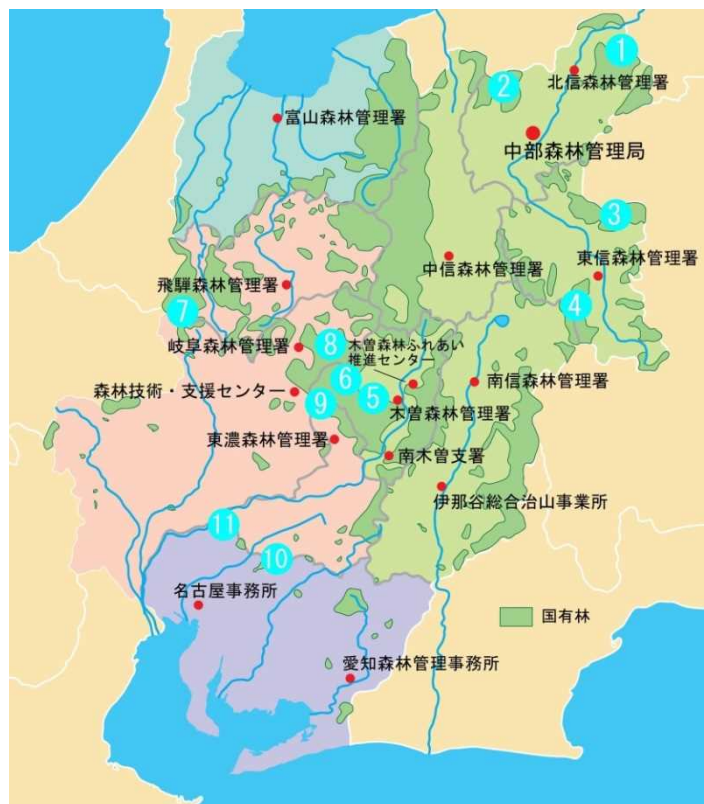 1
北信森林管理署
2
富山森林管理署
中部森林管理局
3
中信森林管理署
東信森林管理署
飛騨森林管理署
7
4
岐阜森林管理署
8
木曽森林ふれあい
推進センター
6
南信森林管理署
森林技術・支援センター
9
5
木曽森林管理署
東濃森林管理署
南木曽支署
伊那谷総合治山事業所
11
10
名古屋事務所
国有林
愛知森林管理事務所